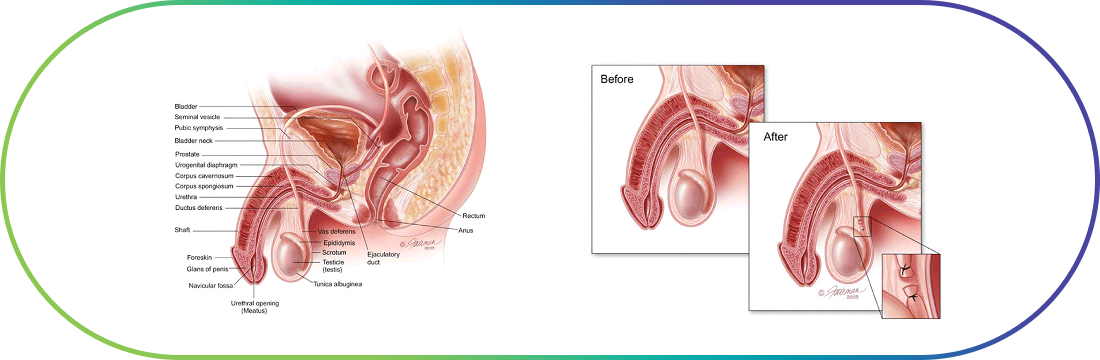 Bladder
Seminal vesicle
Pubic symphysis
Bladder neck
Prostate
Urogenital diaphragm
Corpus cavernosum
Corpus spongiosum
Urethra
Ductus deferens
Shaft
Foreskin
Glans of penis
Navicular fossa
Urethral opening
(Meatus)
Vas deferens
Epididymis
Scrotum
Testicle
(testis)
Tunica albuginea
Ejaculatory
duct
Rectum
Anus
2003
Before
After
2003